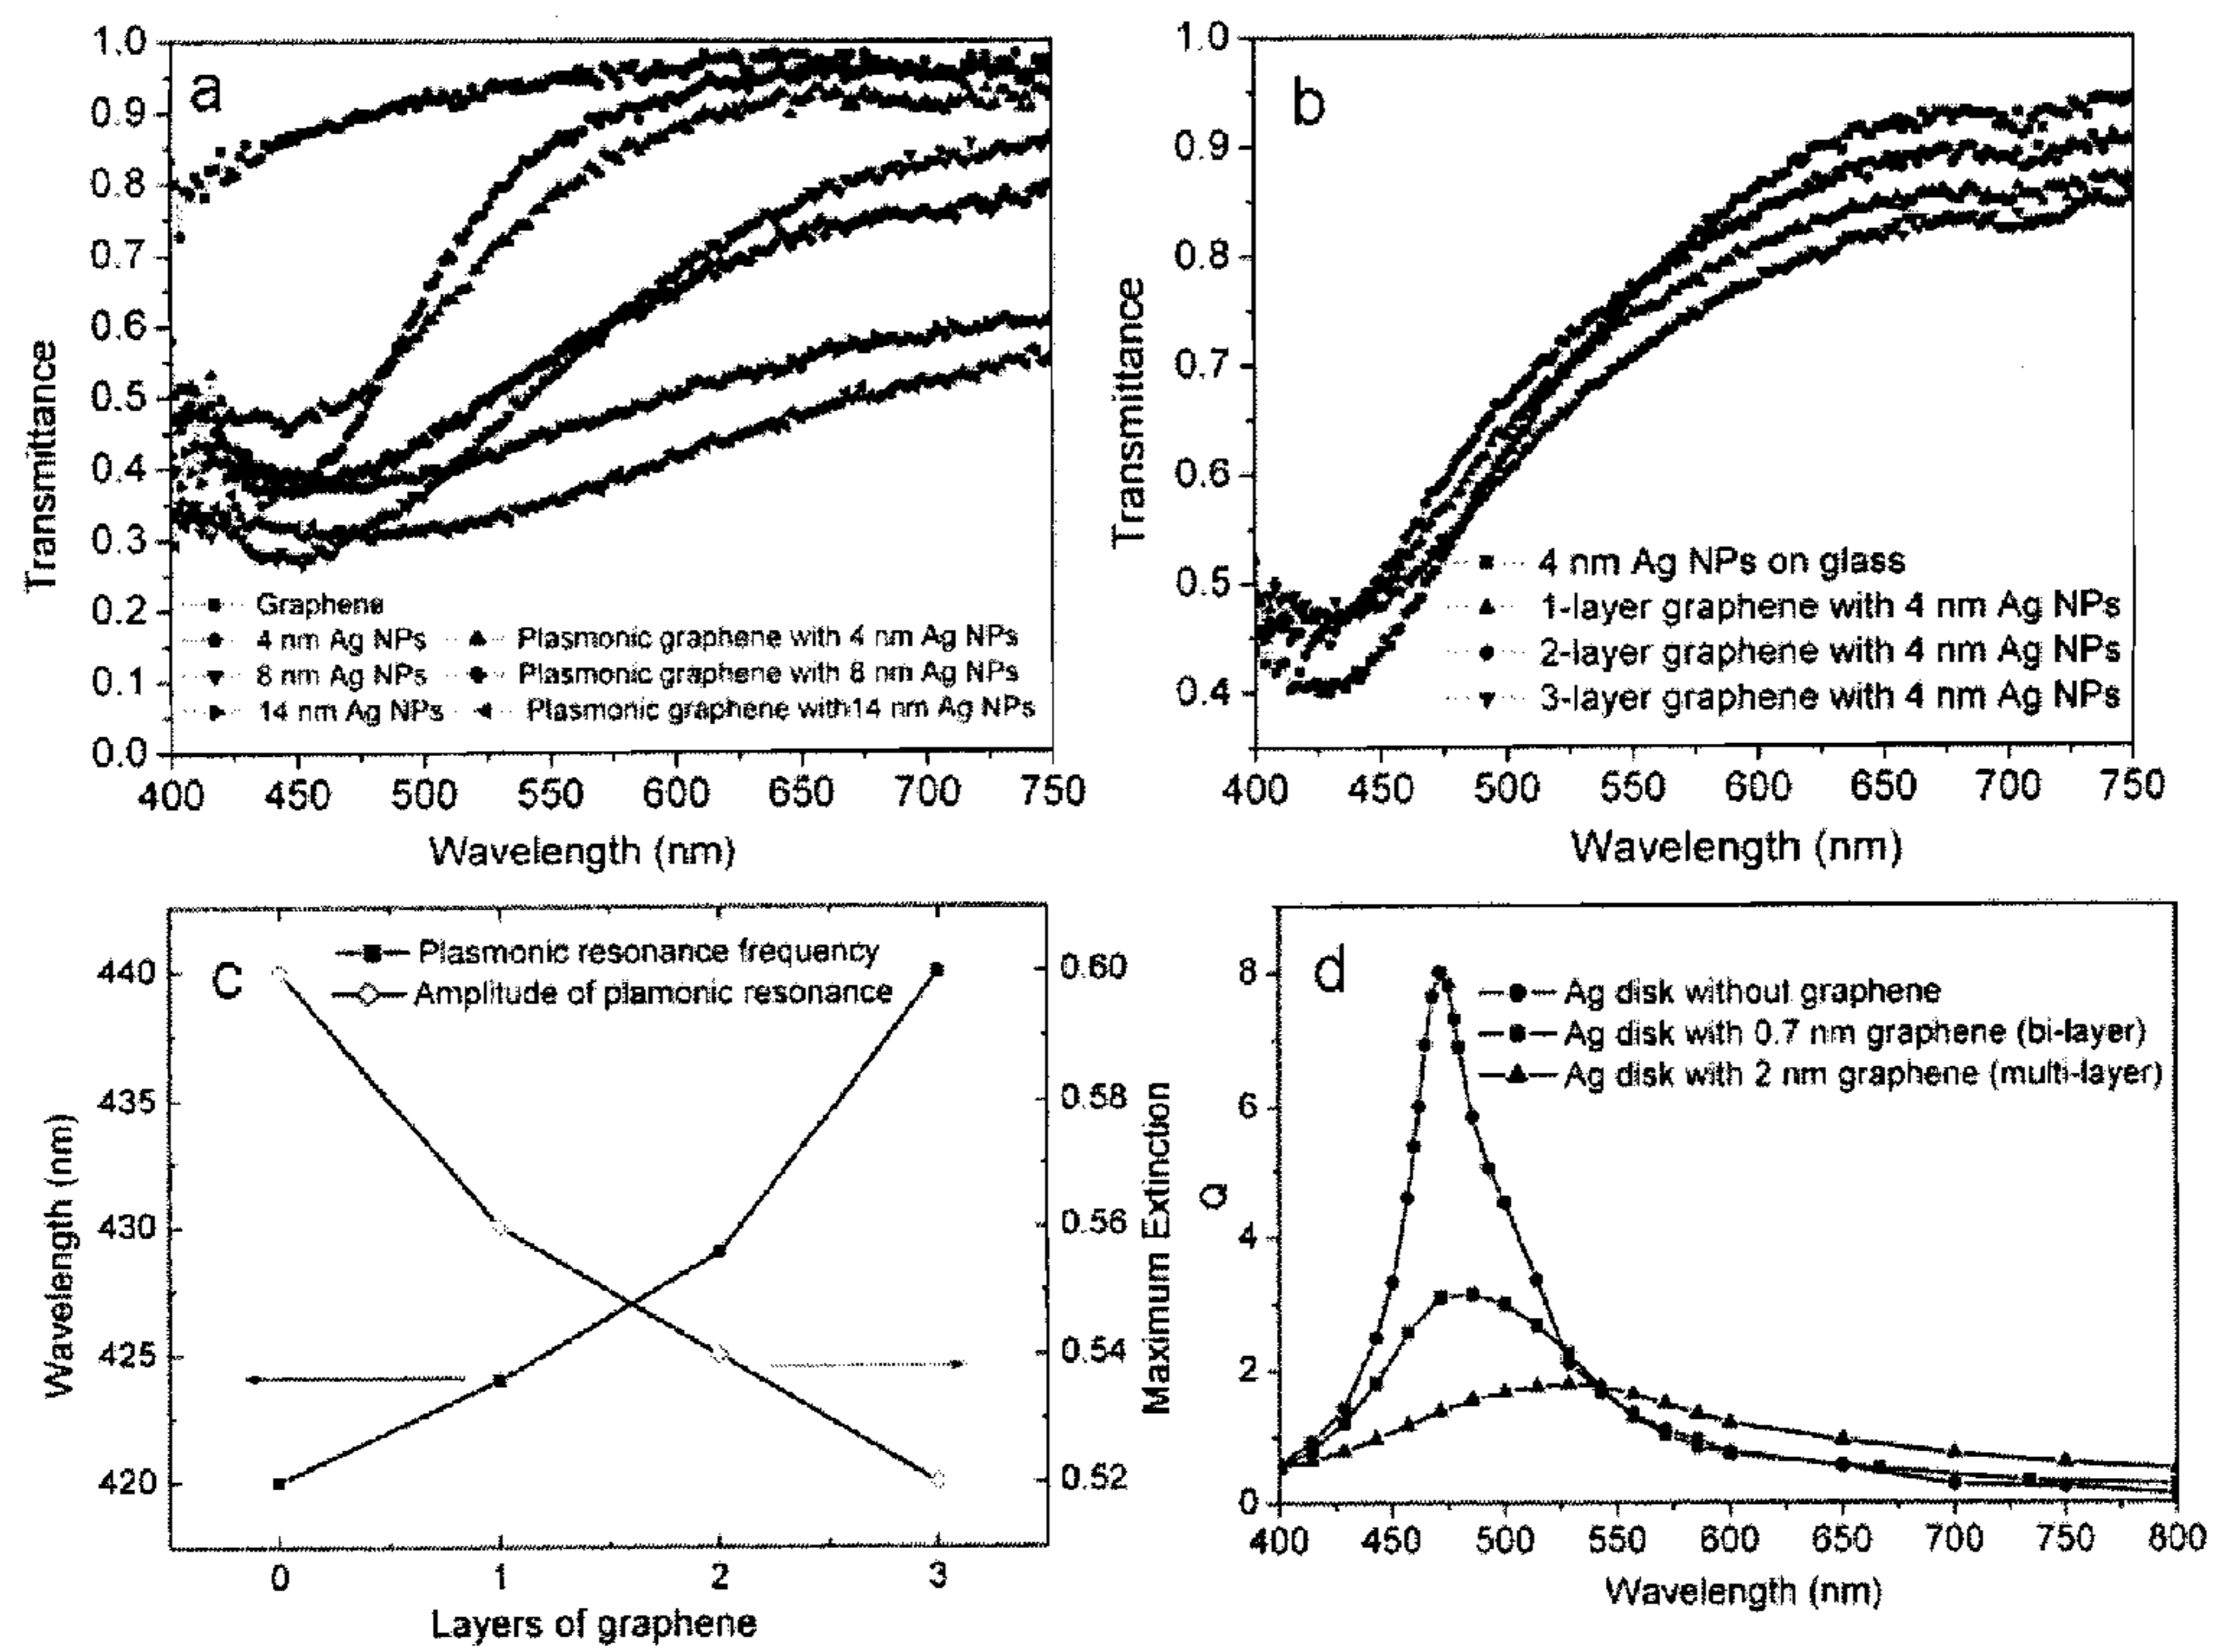 a
1.0
0.9
0.8
0.7
0.6
0.5
0.4
0.3
0.2
0.1
0.0
Transmittance
Graphene
4 nm Ag NPs
Plasmonic graphene with 4 nm Ag NPs
8 nm Ag NPs
Plasmonic graphene with 8 nm Ag NPs
14 nm Ag NPs
Plasmonic graphene with14 nm Ag NPs
400 450 500 550 600 650 700 750
Wavelength (nm)
b
1.0
0.9
0.8
0.7
0.6
0.5
0.4
Transmittance
4 nm Ag NPs on glass
1-layer graphene with 4 nm Ag NPs
2-layer graphene with 4 nm Ag NPs
3-layer graphene with 4 nm Ag NPs
400 450 500 550 600 650 700 750
Wavelength (nm)
c
Plasmonic resonance frequency
Amplitude of plamonic resonance
440
435
430
425
420
Wavelength (nm)
0.60
0.58
0.56
0.54
0.52
Maximum Extinction
0 1 2 3
Layers of graphene
d
Ag disk without graphene
Ag disk with 0.7 nm graphene (bi-layer)
Ag disk with 2 nm graphene (multi-layer)
8
6
4
2
0
Q
400 450 500 550 600 650 700 750 800
Wavelength (nm)